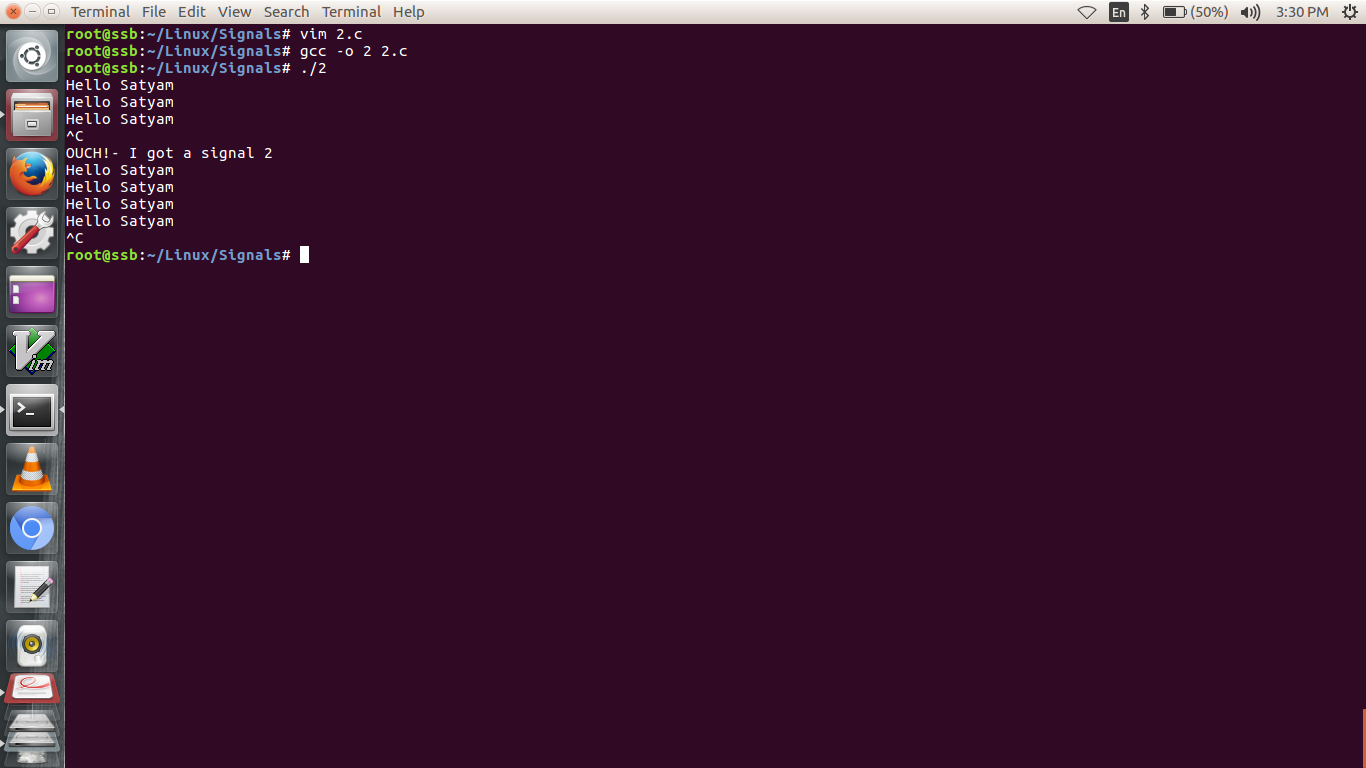 Terminal File Edit View Search Terminal Help En (50%) 3:30 PM
root@ssb:~/Linux/Signals# vim 2.c
root@ssb:~/Linux/Signals# gcc -o 2 2.c
root@ssb:~/Linux/Signals# ./2
Hello Satyam
Hello Satyam
Hello Satyam
^C
OUCH!- I got a signal 2
Hello Satyam
Hello Satyam
Hello Satyam
Hello Satyam
^C
root@ssb:~/Linux/Signals#
Vim
>_